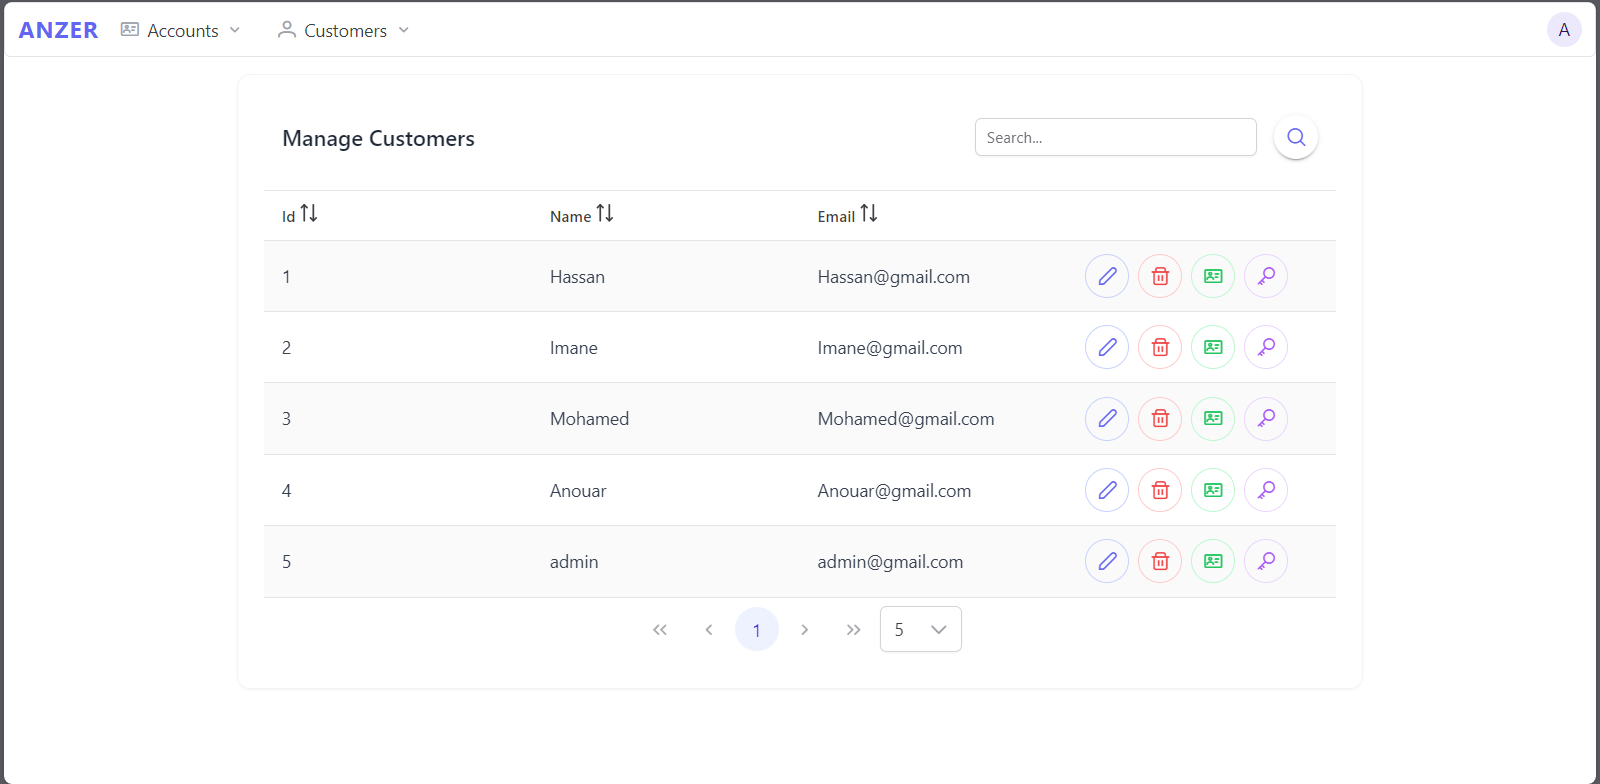 ANZER Accounts Customers A
Manage Customers Search...
Id Name Email
1 Hassan Hassan@gmail.com
2 Imane Imane@gmail.com
3 Mohamed Mohamed@gmail.com
4 Anouar Anouar@gmail.com
5 admin admin@gmail.com
1 5